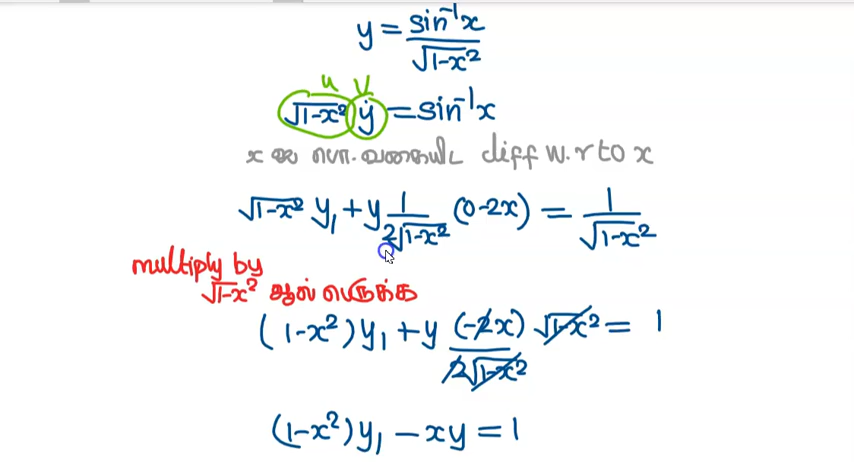 y = sin⁻¹x / √1-x²
u v
√1-x² y = sin⁻¹x
x ஐ பொ. வகையிட diff w.r to x
√1-x² y₁ + y 1/2√1-x² (0-2x) = 1/√1-x²
multiply by
√1-x² ஆல் பெருக்க
(1-x²)y₁ + y (-2x)/2√1-x² √1-x² = 1
(1-x²)y₁ - xy = 1